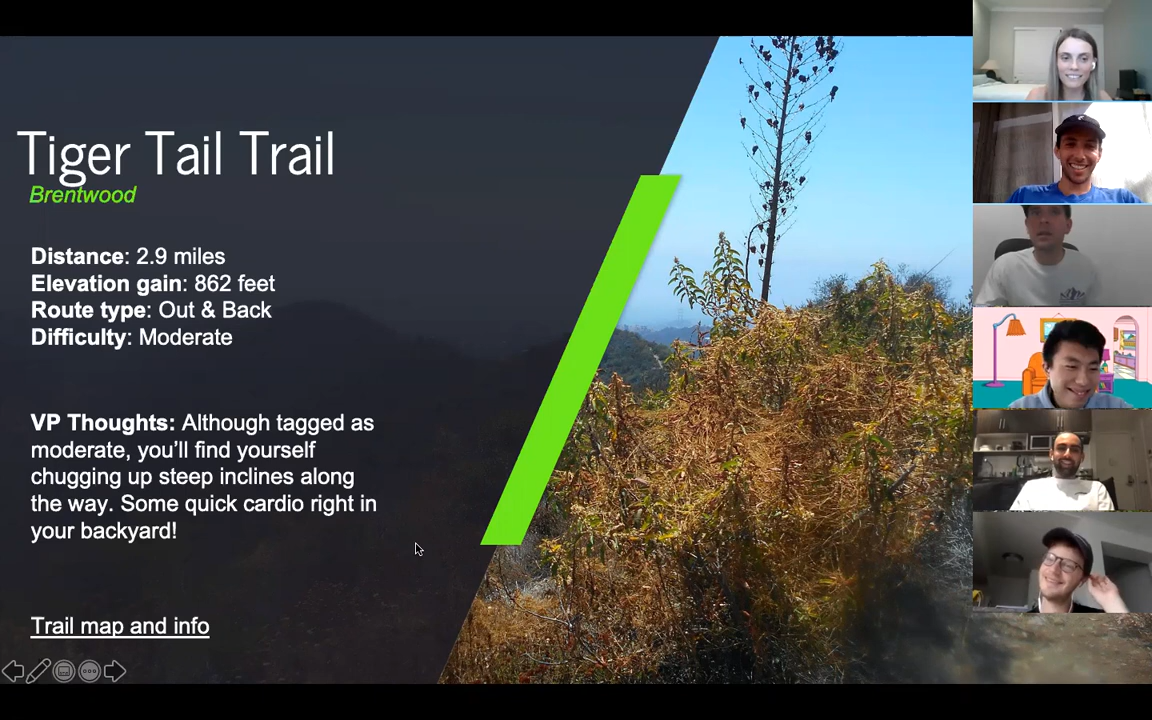 Tiger Tail Trail
Brentwood
Distance: 2.9 miles
Elevation gain: 862 feet
Route type: Out & Back
Difficulty: Moderate
VP Thoughts: Although tagged as
moderate, you’ll find yourself
chugging up steep inclines along
the way. Some quick cardio right in
your backyard!
Trail map and info